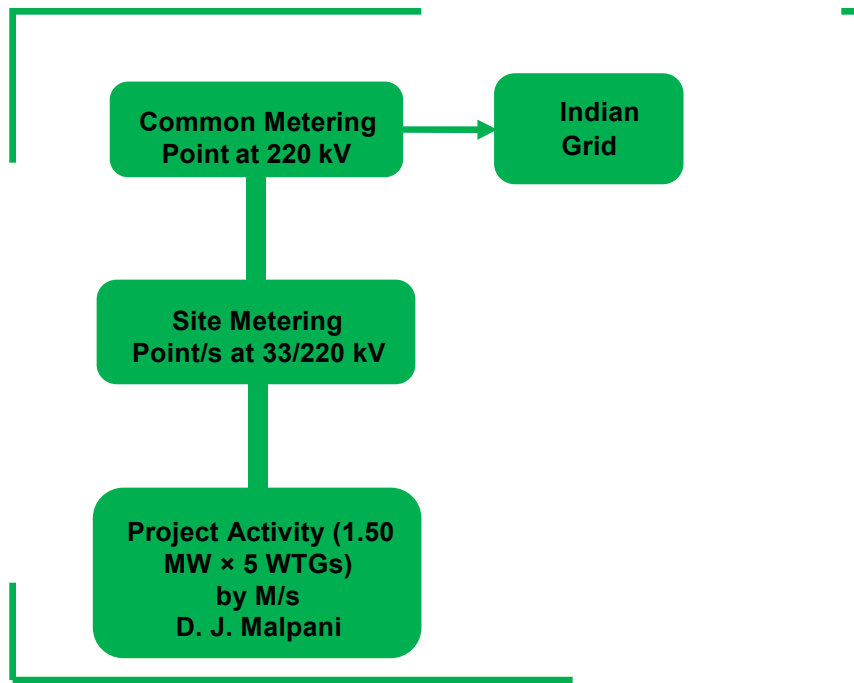 Common Metering
Point at 220 kV
Indian
Grid
Site Metering
Point/s at 33/220 kV
Project Activity (1.50
MW × 5 WTGs)
by M/s
D. J. Malpani